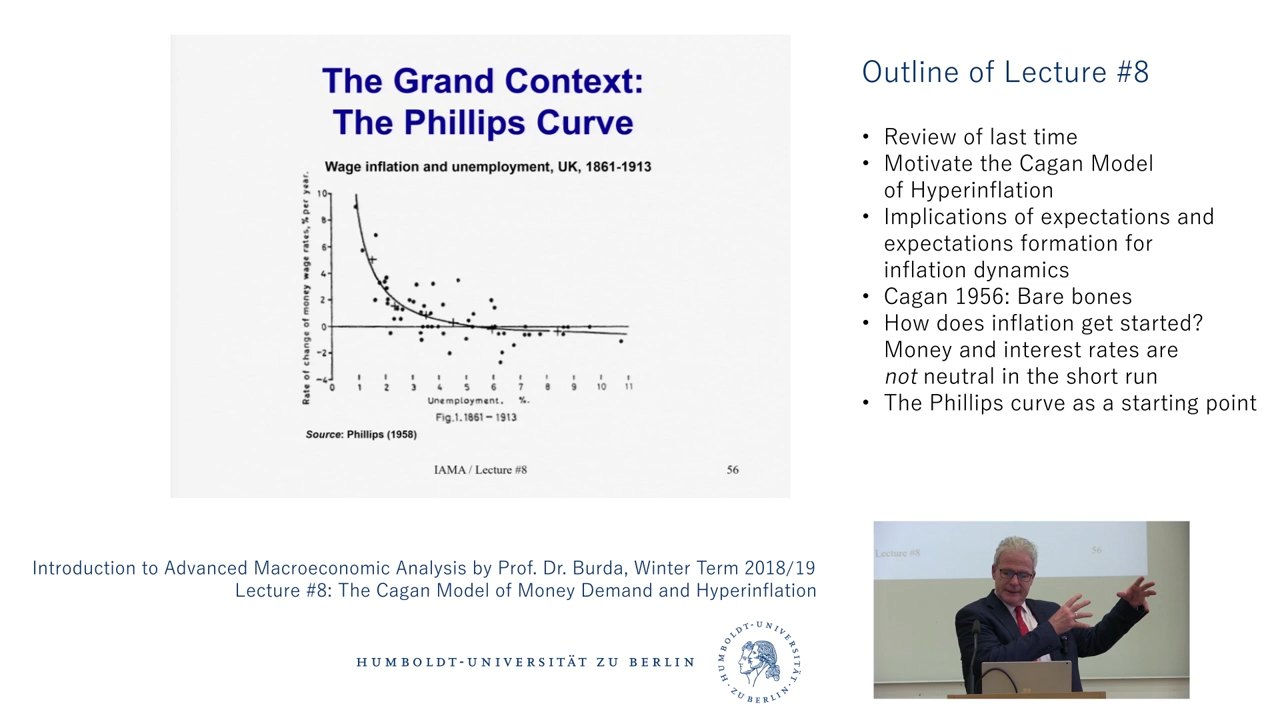 The Grand Context:
The Phillips Curve
Wage inflation and unemployment, UK, 1861-1913
Rate of change of money wage rates, % per year.
10
8
6
4
2
0
-2
-4
0 1 2 3 4 5 6 7 8 9 10 11
Unemployment, %.
Fig.1. 1861 – 1913
Source: Phillips (1958)
IAMA / Lecture #8
56
Outline of Lecture #8
• Review of last time
• Motivate the Cagan Model
of Hyperinflation
• Implications of expectations and
expectations formation for
inflation dynamics
• Cagan 1956: Bare bones
• How does inflation get started?
Money and interest rates are
not neutral in the short run
• The Phillips curve as a starting point
Lecture #8
56
Introduction to Advanced Macroeconomic Analysis by Prof. Dr. Burda, Winter Term 2018/19
Lecture #8: The Cagan Model of Money Demand and Hyperinflation
HUMBOLDT-UNIVERSITÄT ZU BERLIN
HUMBOLDT-UNIVERSITÄT
ZU BERLIN